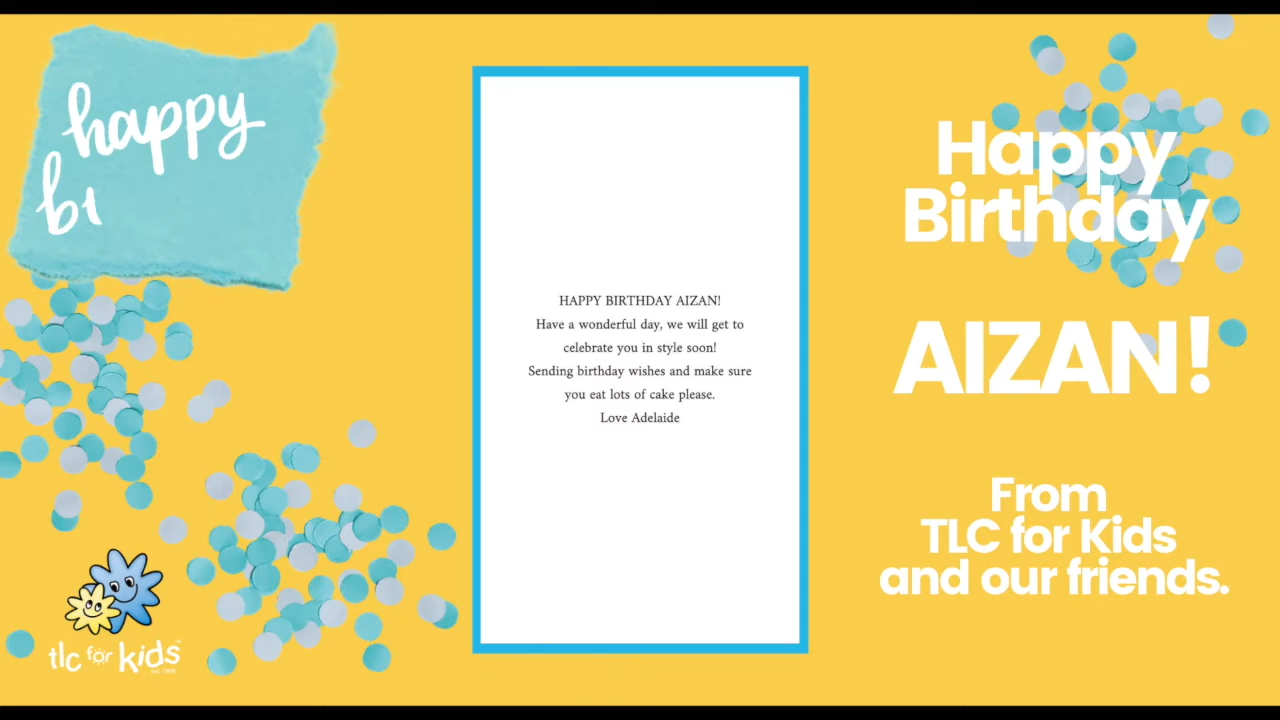 happy
bi
HAPPY BIRTHDAY AIZAN!
Have a wonderful day, we will get to
celebrate you in style soon!
Sending birthday wishes and make sure
you eat lots of cake please.
Love Adelaide
Happy
Birthday
AIZAN!
From
TLC for Kids
and our friends.
tlc for kids